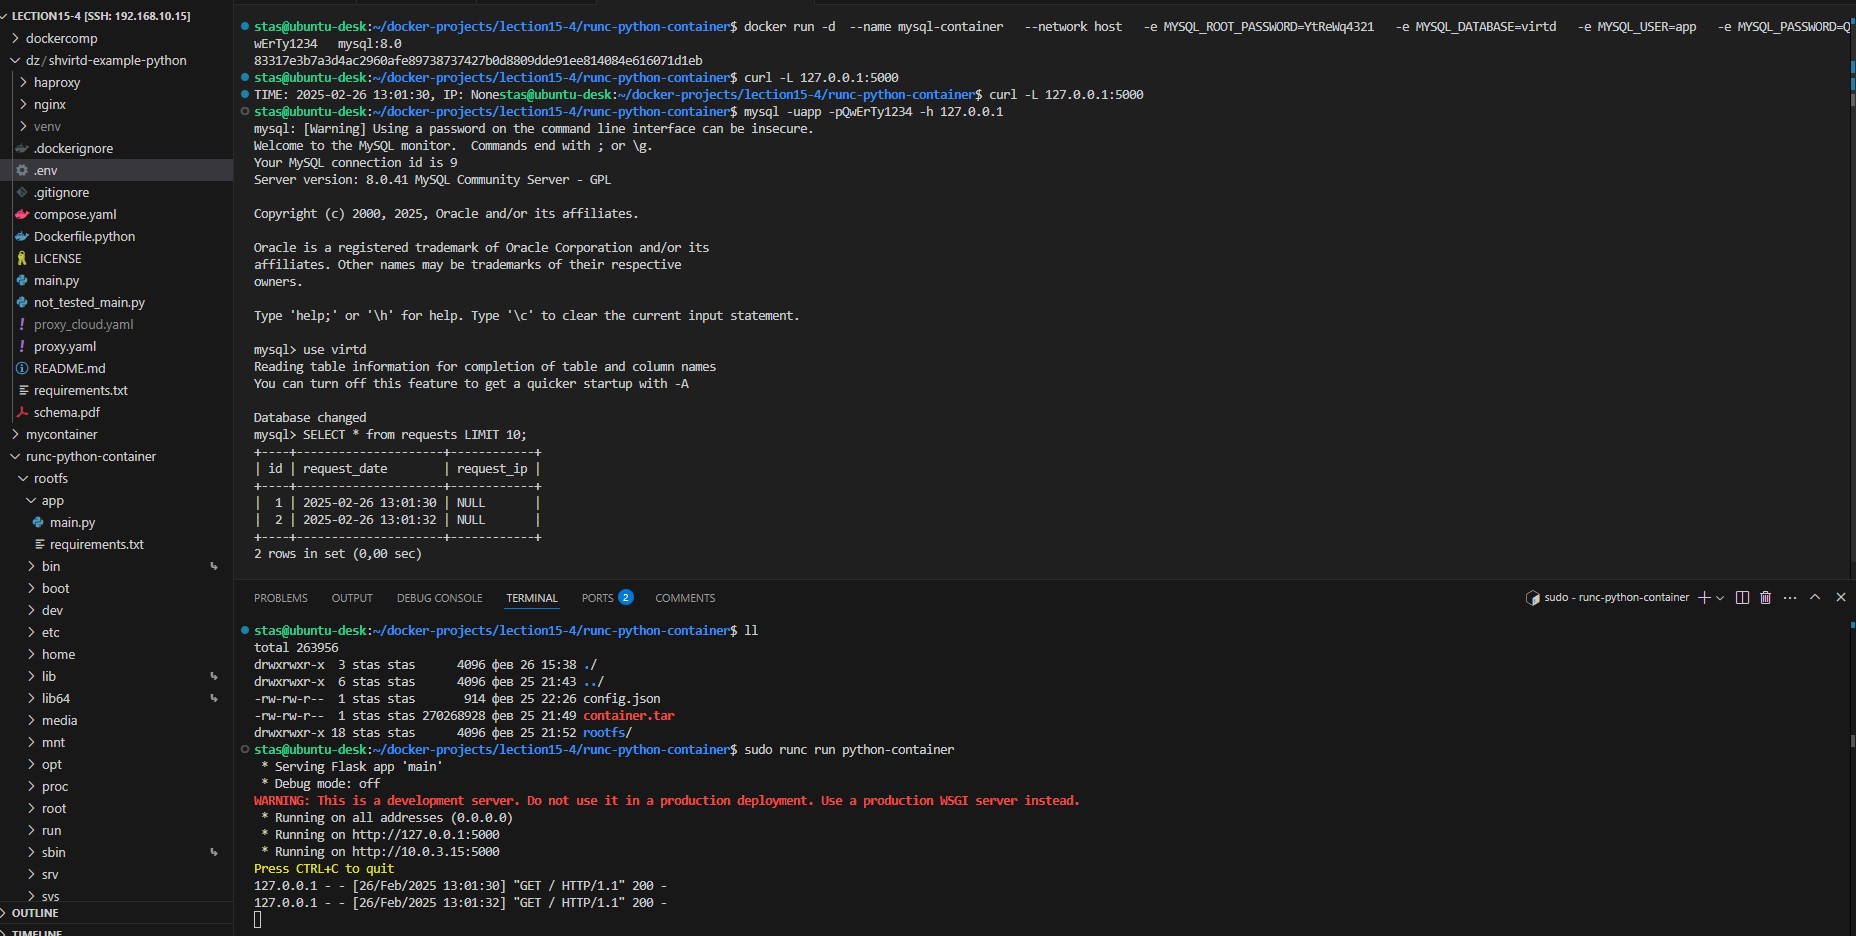 LECTION15-4 [SSH: 192.168.10.15]
dockercomp
dz / shvirtd-example-python
haproxy
nginx
venv
.dockerignore
.env
.gitignore
compose.yaml
Dockerfile.python
LICENSE
main.py
not_tested_main.py
proxy_cloud.yaml
proxy.yaml
README.md
requirements.txt
schema.pdf
mycontainer
runc-python-container
rootfs
app
main.py
requirements.txt
bin
boot
dev
etc
home
lib
lib64
media
mnt
opt
proc
root
run
sbin
srv
sys
OUTLINE
TIMELINE
stas@ubuntu-desk:~/docker-projects/lection15-4/runc-python-container$ docker run -d  --name mysql-container   --network host   -e MYSQL_ROOT_PASSWORD=YtReWq4321   -e MYSQL_DATABASE=virtd   -e MYSQL_USER=app   -e MYSQL_PASSWORD=Q
wErTy1234   mysql:8.0
83317e3b7a3d4ac2960afe89738737427b0d8809dde91ee814084e616071d1eb
stas@ubuntu-desk:~/docker-projects/lection15-4/runc-python-container$ curl -L 127.0.0.1:5000
TIME: 2025-02-26 13:01:30, IP: Nonestas@ubuntu-desk:~/docker-projects/lection15-4/runc-python-container$ curl -L 127.0.0.1:5000
stas@ubuntu-desk:~/docker-projects/lection15-4/runc-python-container$ mysql -uapp -pQwErTy1234 -h 127.0.0.1
mysql: [Warning] Using a password on the command line interface can be insecure.
Welcome to the MySQL monitor.  Commands end with ; or \g.
Your MySQL connection id is 9
Server version: 8.0.41 MySQL Community Server - GPL
Copyright (c) 2000, 2025, Oracle and/or its affiliates.
Oracle is a registered trademark of Oracle Corporation and/or its
affiliates. Other names may be trademarks of their respective
owners.
Type 'help;' or '\h' for help. Type '\c' to clear the current input statement.
mysql> use virtd
Reading table information for completion of table and column names
You can turn off this feature to get a quicker startup with -A
Database changed
mysql> SELECT * from requests LIMIT 10;
+----+---------------------+------------+
| id | request_date        | request_ip |
+----+---------------------+------------+
|  1 | 2025-02-26 13:01:30 | NULL       |
|  2 | 2025-02-26 13:01:32 | NULL       |
+----+---------------------+------------+
2 rows in set (0,00 sec)
PROBLEMS OUTPUT DEBUG CONSOLE TERMINAL PORTS 2 COMMENTS
sudo - runc-python-container
stas@ubuntu-desk:~/docker-projects/lection15-4/runc-python-container$ ll
total 263956
drwxrwxr-x  3 stas stas      4096 фев 26 15:38 ./
drwxrwxr-x  6 stas stas      4096 фев 25 21:43 ../
-rw-rw-r--  1 stas stas       914 фев 25 22:26 config.json
-rw-rw-r--  1 stas stas 270268928 фев 25 21:49 container.tar
drwxrwxr-x 18 stas stas      4096 фев 25 21:52 rootfs/
stas@ubuntu-desk:~/docker-projects/lection15-4/runc-python-container$ sudo runc run python-container
 * Serving Flask app 'main'
 * Debug mode: off
WARNING: This is a development server. Do not use it in a production deployment. Use a production WSGI server instead.
 * Running on all addresses (0.0.0.0)
 * Running on http://127.0.0.1:5000
 * Running on http://10.0.3.15:5000
Press CTRL+C to quit
127.0.0.1 - - [26/Feb/2025 13:01:30] "GET / HTTP/1.1" 200 -
127.0.0.1 - - [26/Feb/2025 13:01:32] "GET / HTTP/1.1" 200 -